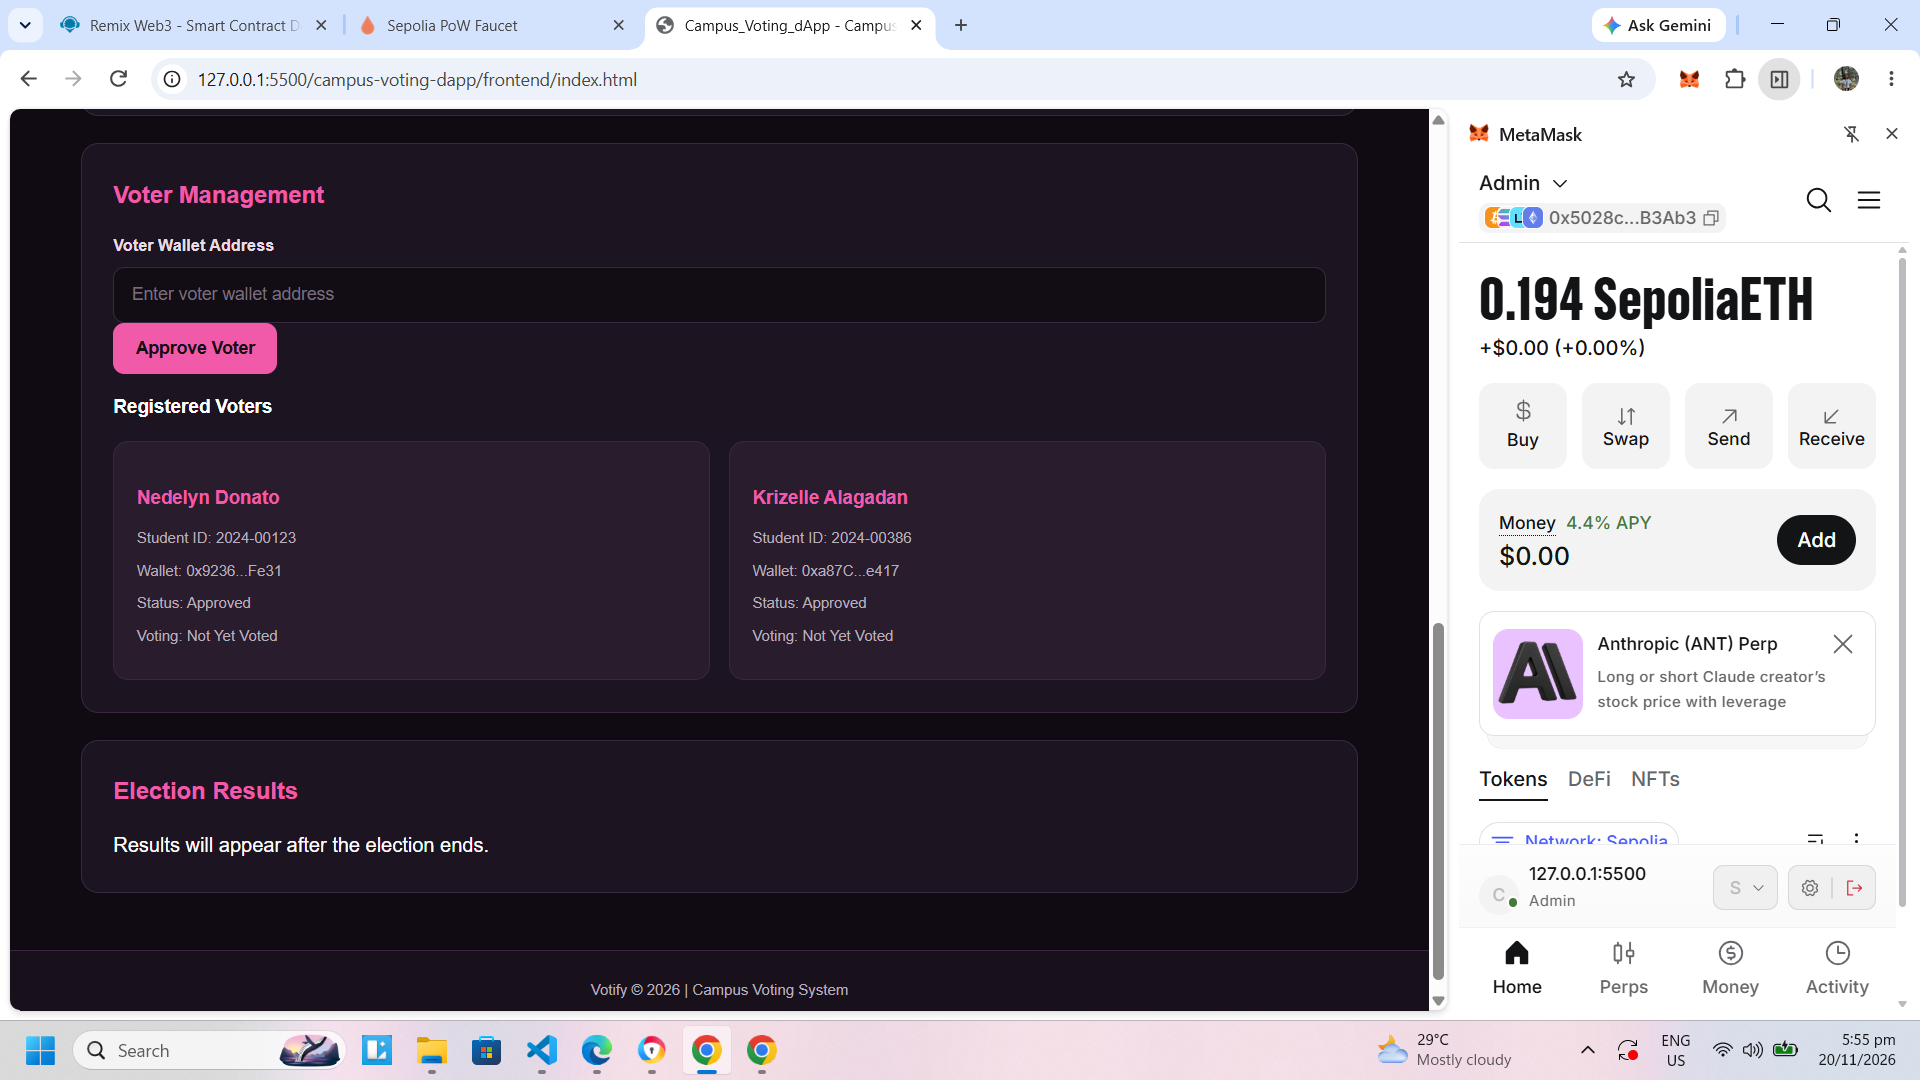 Remix Web3 - Smart Contract D
Sepolia PoW Faucet
Campus_Voting_dApp - Campus
Ask Gemini
127.0.0.1:5500/campus-voting-dapp/frontend/index.html
Voter Management
Voter Wallet Address
Enter voter wallet address
Approve Voter
Registered Voters
Nedelyn Donato
Student ID: 2024-00123
Wallet: 0x9236...Fe31
Status: Approved
Voting: Not Yet Voted
Krizelle Alagadan
Student ID: 2024-00386
Wallet: 0xa87C...e417
Status: Approved
Voting: Not Yet Voted
Election Results
Results will appear after the election ends.
Votify © 2026 | Campus Voting System
MetaMask
Admin
0x5028c...B3Ab3
0.194 SepoliaETH
+$0.00 (+0.00%)
Buy
Swap
Send
Receive
Money 4.4% APY
$0.00
Add
Anthropic (ANT) Perp
Long or short Claude creator's
stock price with leverage
Tokens DeFi NFTs
Network: Sepolia
C
127.0.0.1:5500
Admin
S
Home
Perps
Money
Activity
Search
29°C
Mostly cloudy
ENG
US
5:55 pm
20/11/2026